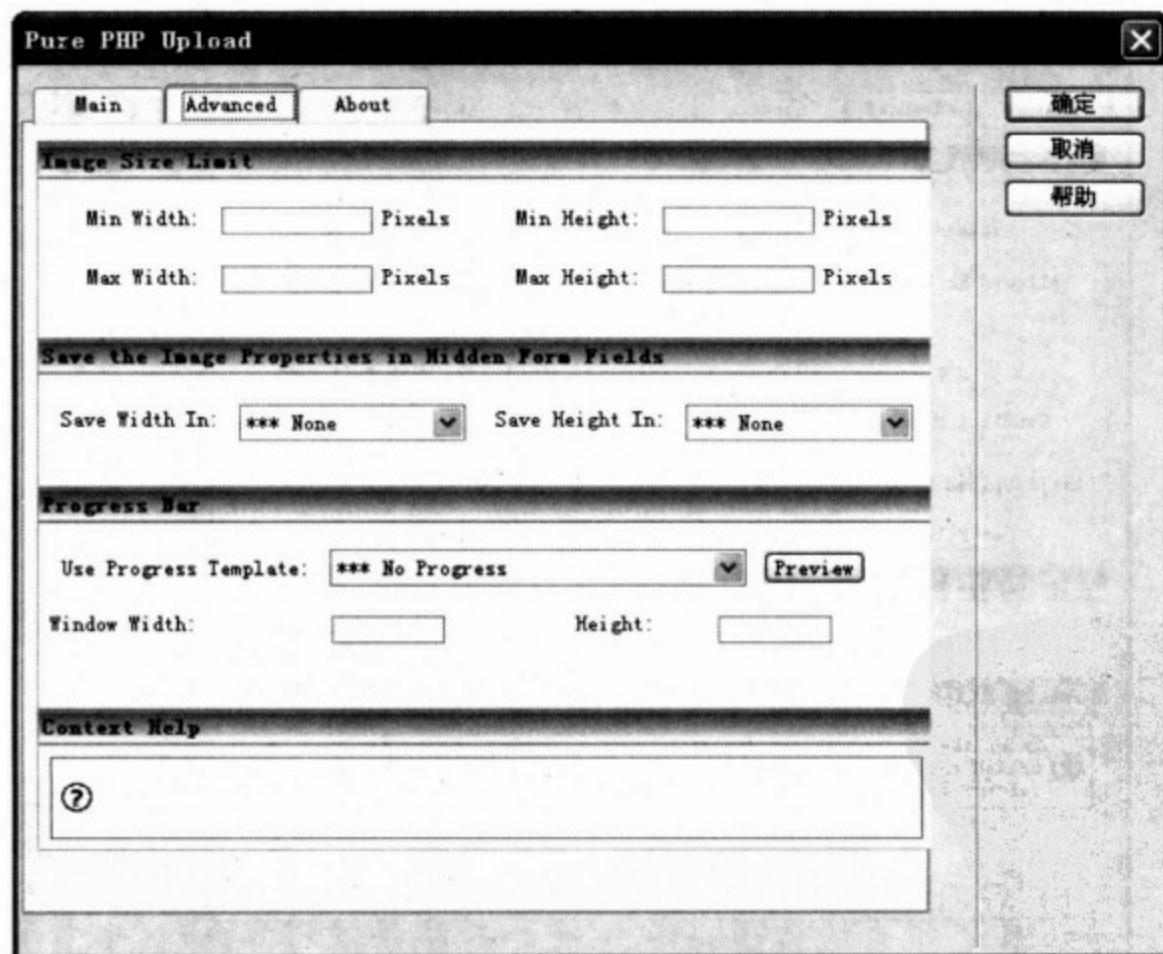 Pure PHP Upload
Main Advanced About
确定
取消
帮助
Image Size Limit
Min Width: Pixels Min Height: Pixels
Max Width: Pixels Max Height: Pixels
Save the Image Properties in Hidden Form Fields
Save Width In: *** None Save Height In: *** None
Progress Bar
Use Progress Template: *** No Progress Preview
Window Width: Height:
Context Help
?